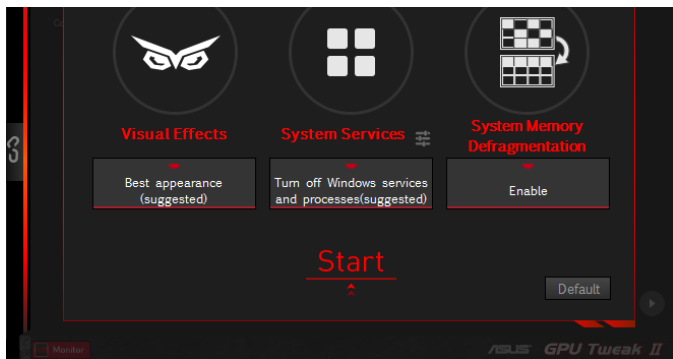 Visual Effects
System Services
System Memory
Defragmentation
Best appearance
(suggested)
Turn off Windows services
and processes(suggested)
Enable
Start
Default
Monitor
ASUS GPU Tweak II